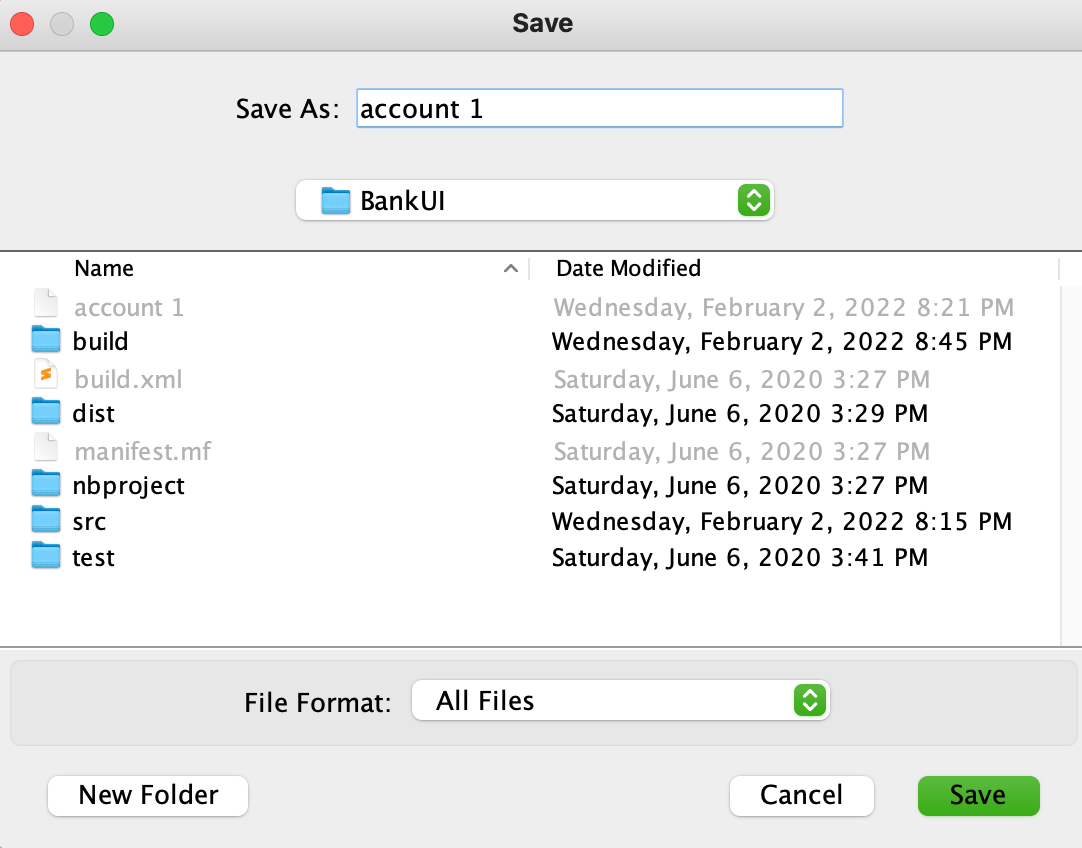 Save
Save As: account 1
BankUI
Name Date Modified
account 1 Wednesday, February 2, 2022 8:21 PM
build Wednesday, February 2, 2022 8:45 PM
build.xml Saturday, June 6, 2020 3:27 PM
dist Saturday, June 6, 2020 3:29 PM
manifest.mf Saturday, June 6, 2020 3:27 PM
nbproject Saturday, June 6, 2020 3:27 PM
src Wednesday, February 2, 2022 8:15 PM
test Saturday, June 6, 2020 3:41 PM
File Format: All Files
New Folder Cancel Save